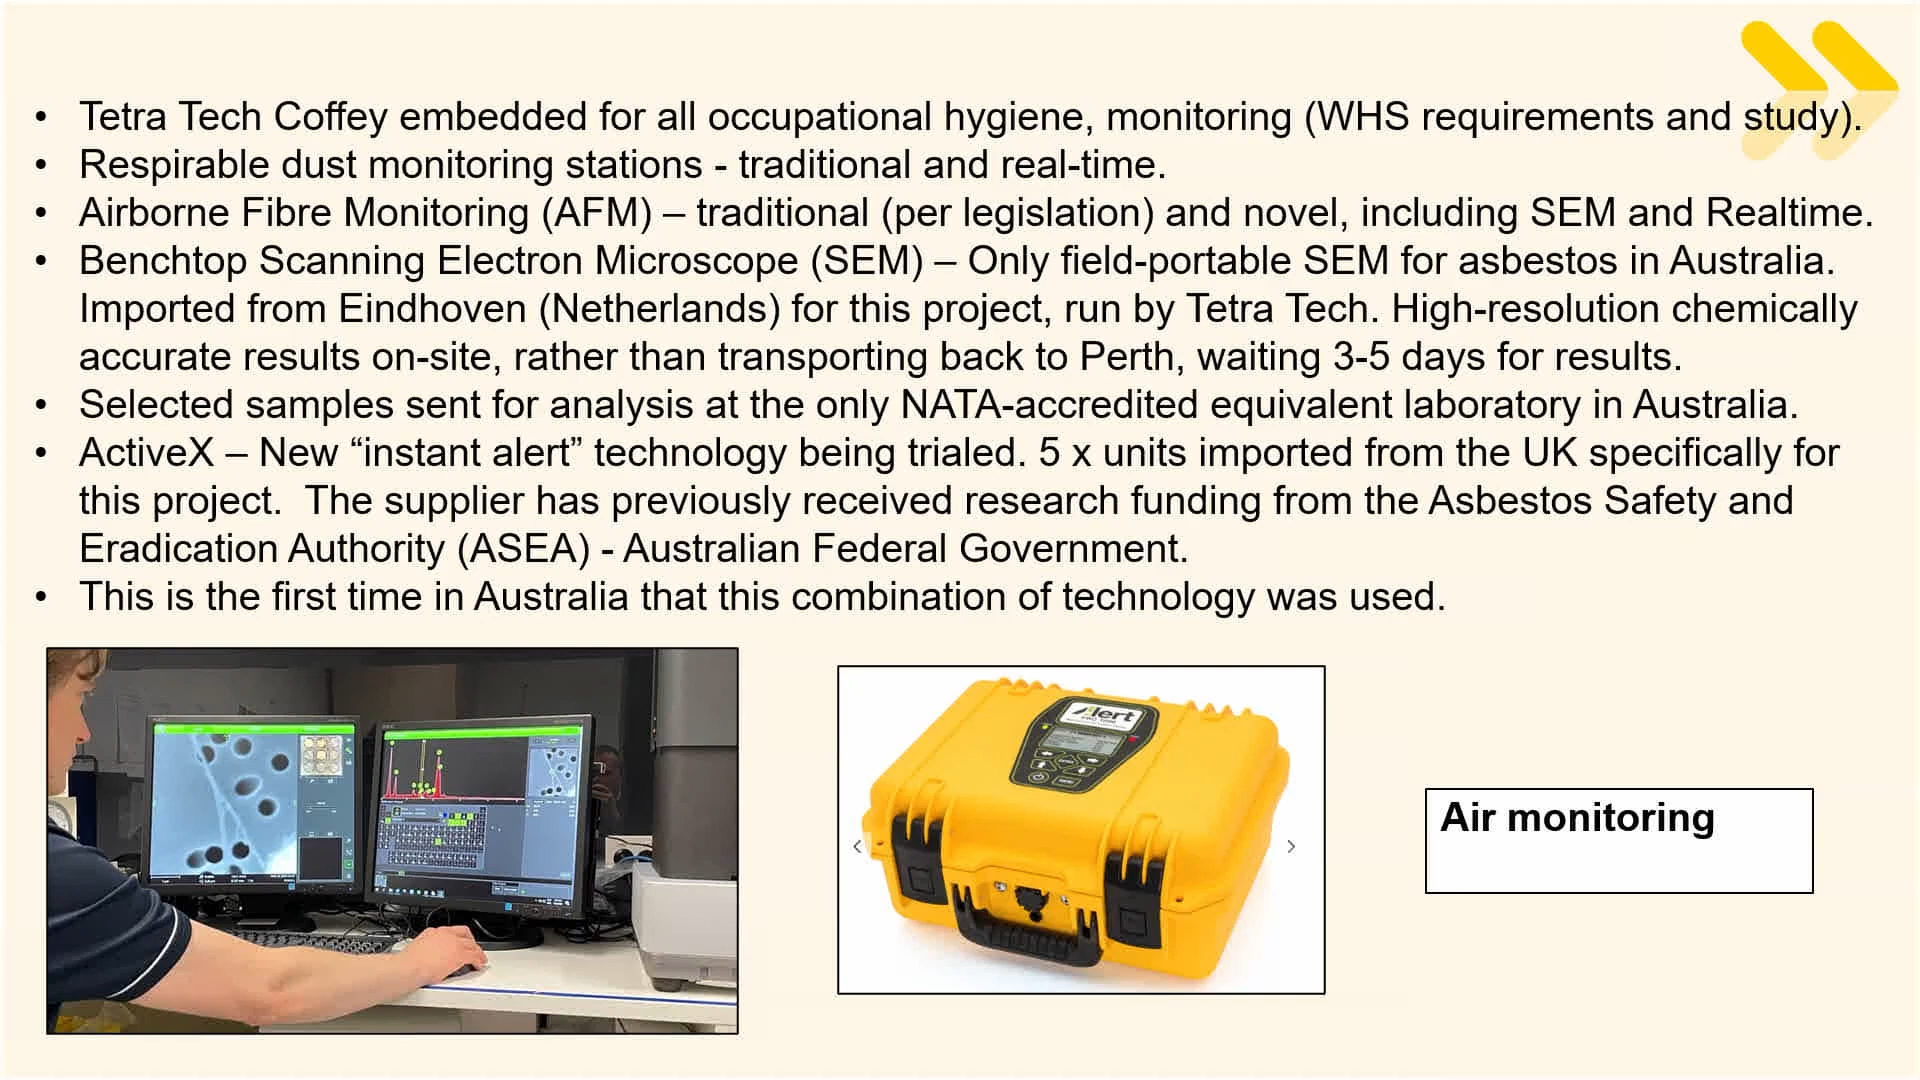 • Tetra Tech Coffey embedded for all occupational hygiene, monitoring (WHS requirements and study).
• Respirable dust monitoring stations - traditional and real-time.
• Airborne Fibre Monitoring (AFM) – traditional (per legislation) and novel, including SEM and Realtime.
• Benchtop Scanning Electron Microscope (SEM) – Only field-portable SEM for asbestos in Australia.
Imported from Eindhoven (Netherlands) for this project, run by Tetra Tech. High-resolution chemically
accurate results on-site, rather than transporting back to Perth, waiting 3-5 days for results.
• Selected samples sent for analysis at the only NATA-accredited equivalent laboratory in Australia.
• ActiveX – New “instant alert” technology being trialed. 5 x units imported from the UK specifically for
this project.  The supplier has previously received research funding from the Asbestos Safety and
Eradication Authority (ASEA) - Australian Federal Government.
• This is the first time in Australia that this combination of technology was used.
Alert
Air monitoring